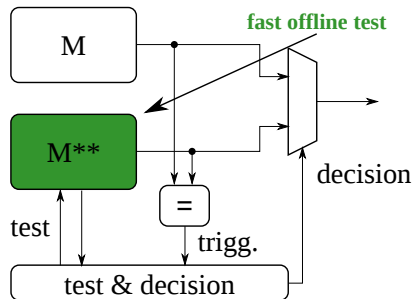 fast offline test
M
M**
decision
=
test
trigg.
test & decision